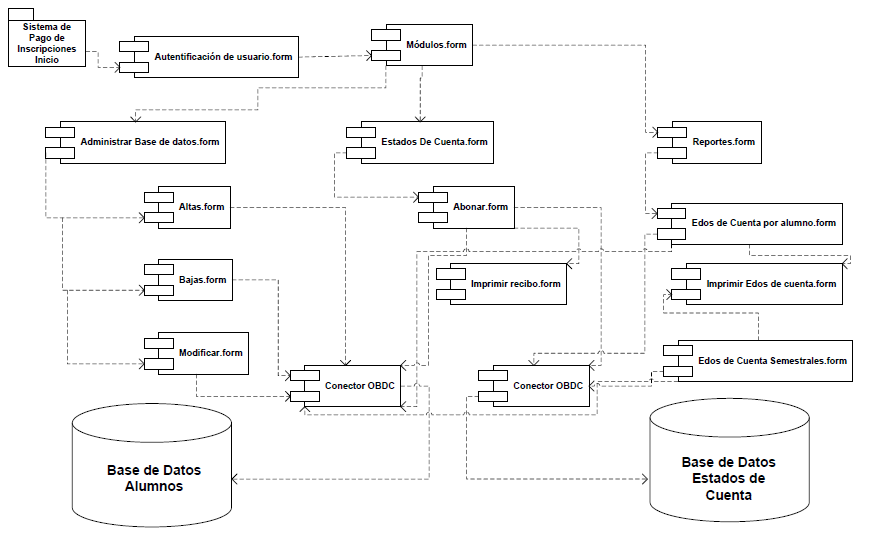 Sistema de
Pago de
Inscripciones
Inicio
Autentificación de usuario.form
Módulos.form
Administrar Base de datos.form
Estados De Cuenta.form
Reportes.form
Altas.form
Abonar.form
Edos de Cuenta por alumno.form
Bajas.form
Imprimir recibo.form
Imprimir Edos de cuenta.form
Modificar.form
Edos de Cuenta Semestrales.form
Conector OBDC
Conector OBDC
Base de Datos
Alumnos
Base de Datos
Estados de
Cuenta